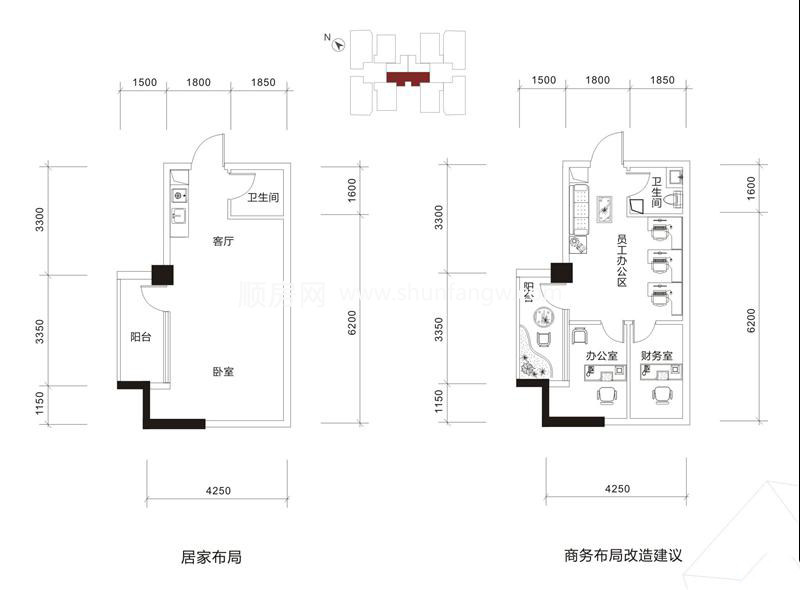 N
1500 1800 1850
1500 1800 1850
3300
3350
1150
卫生间
客厅
阳台
卧室
1600
6200
4250
3300
3350
1150
卫生间
员工办公区
阳台
办公室 财务室
1600
6200
4250
顺房网 www.shunfangw.com
居家布局
商务布局改造建议